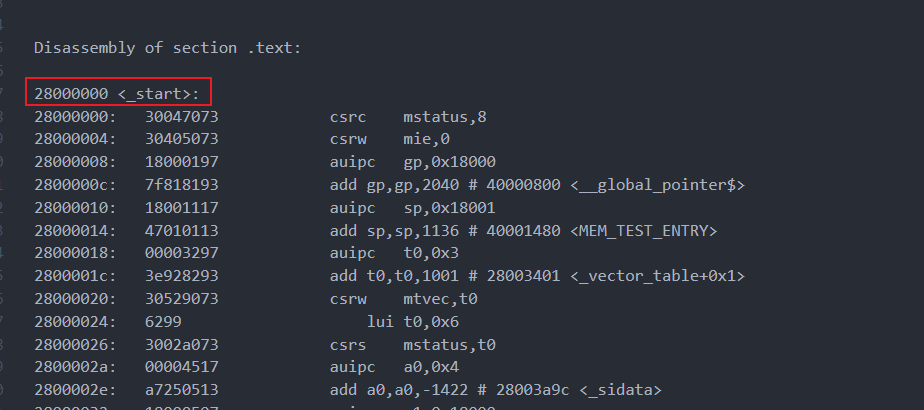 Disassembly of section .text:
28000000 <_start>:
28000000: 30047073 csrc mstatus,8
28000004: 30405073 csrw mie,0
28000008: 18000197 auipc gp,0x18000
2800000c: 7f818193 add gp,gp,2040 # 40000800 <__global_pointer$>
28000010: 18001117 auipc sp,0x18001
28000014: 47010113 add sp,sp,1136 # 40001480 <MEM_TEST_ENTRY>
28000018: 00003297 auipc t0,0x3
2800001c: 3e928293 add t0,t0,1001 # 28003401 <_vector_table+0x1>
28000020: 30529073 csrw mtvec,t0
28000024: 6299 lui t0,0x6
28000026: 3002a073 csrs mstatus,t0
2800002a: 00004517 auipc a0,0x4
2800002e: a7250513 add a0,a0,-1422 # 28003a9c <_sidata>